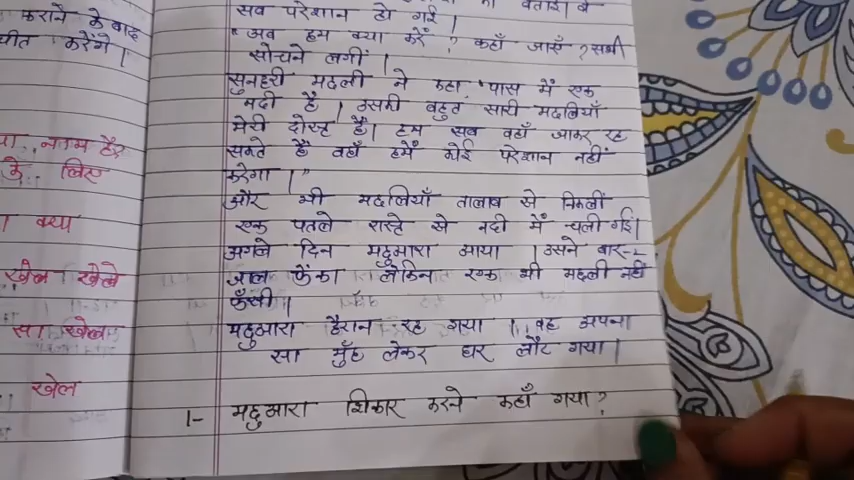 कराने के बाद
चीत करेंगे।
नाम है?
के लिए
क्या
खेल खेले
सा खेल
खेल
सब परेशान हो गई।
"अब हम क्या करें? कहाँ जाएँ? सभी
सोचने लगीं।
सुनहरी मछली ने कहा "पास में एक
नदी है। उसमी बहुत सारी मछलियाँ
मेरी दोस्त हैं। हम सब वहाँ जाकर रह
सकते हैं वहाँ हमें कोई परेशान नहीं
करेगा।"
और भी मछलियाँ तालाब से निकलीं
एक पतले रास्ते से नदी में चली गई।
अगले दिन मछुआरा आया। उसने बार-2
जाल फेंका। लेकिन एक भी मछली नहीं
फँसी।
मछुआरा हैरान रह गया। वह अपना
सा मुँह लेकर घर लौट गया।
1- मछुआरा शिकार करने कहाँ गया?